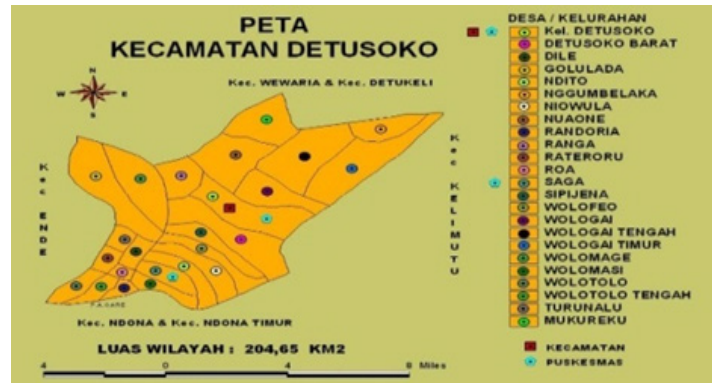 PETA
KECAMATAN DETUSOKO
N
W E
S
Kec. WEWARIA & Kec. DETUKELI
Kec ENDE
Kec KELIMUTU
Kec. NDONA & Kec. NDONA TIMUR
LUAS WILAYAH : 204,65 KM2
4 0 4 8 Miles
DESA / KELURAHAN
Kel. DETUSOKO
DETUSOKO BARAT
DILE
GOLULADA
NDITO
NGGUMBELAKA
NIOWULA
NUAONE
RANDORIA
RANGA
RATERORU
ROA
SAGA
SIPIJENA
WOLOFEO
WOLOGAI
WOLOGAI TENGAH
WOLOGAI TIMUR
WOLOMAGE
WOLOMASI
WOLOTOLO
WOLOTOLO TENGAH
TURUNALU
MUKUREKU
KECAMATAN
PUSKESMAS